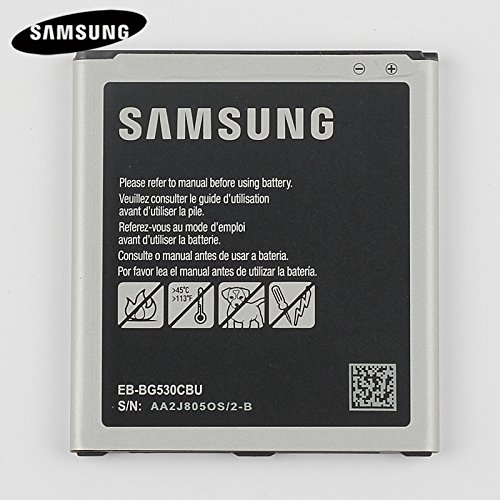 SAMSUNG
SAMSUNG
Please refer to manual before using battery.
Veuillez consulter le guide d'utilisation
avant d'utiliser la pile.
Referez-vous au mode d'emploi
avant d'utiliser la batterie.
Consulte o manual antes de usar a bateria.
Por favor lea el manual antes de utilizar la batería.
>45°C
>113°F
EB-BG530CBU
S/N: AA2J805OS/2-B